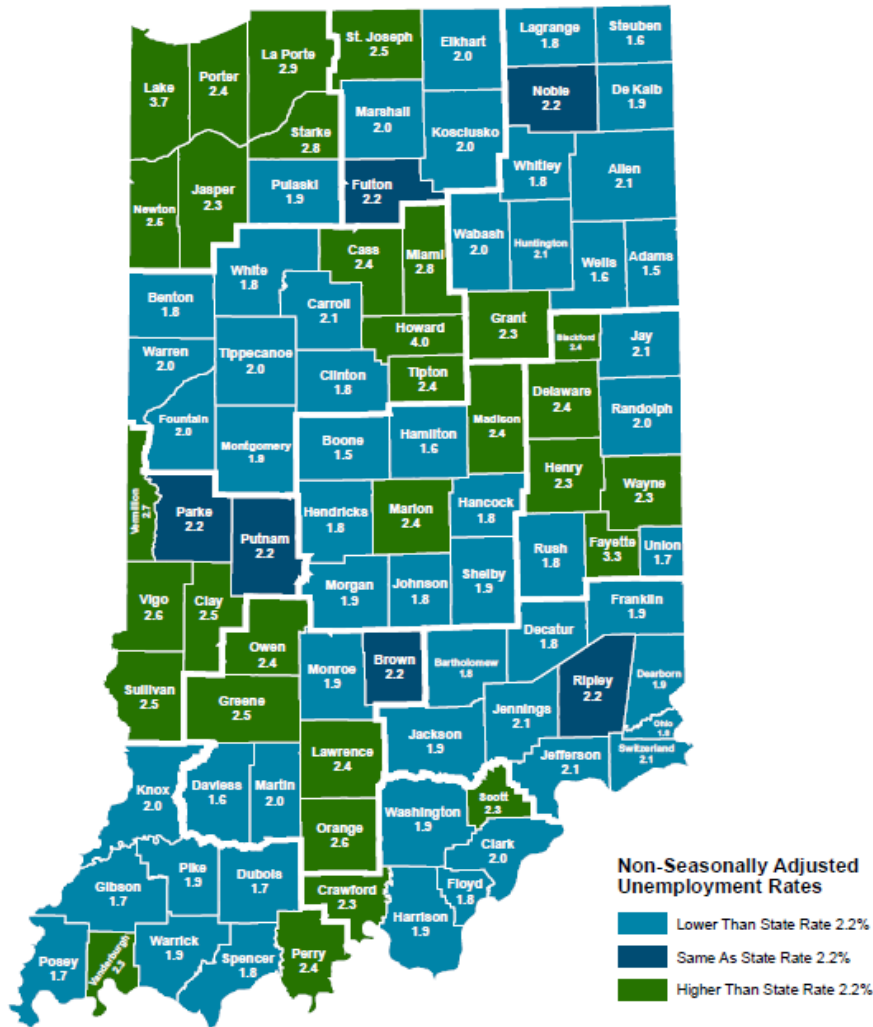 Lagrange
1.8
Steuben
1.6
St. Joseph
2.5
Elkhart
2.0
La Porte
2.9
Porter
2.4
Lake
3.7
Noble
2.2
De Kalb
1.9
Marshall
2.0
Kosciusko
2.0
Starke
2.8
Whitley
1.8
Allen
2.1
Jasper
2.3
Pulaski
1.9
Fulton
2.2
Newton
Wabash
2.0
Huntington
2.1
Cass
2.4
Miami
2.8
White
1.8
Wells
1.6
Adams
1.5
Benton
1.8
Carroll
2.1
Grant
2.3
Howard
4.0
Blackford
2.4
Jay
2.1
Warren
2.0
Tippecanoe
2.0
Clinton
1.8
Tipton
2.4
Delaware
2.4
Randolph
2.0
Madison
2.4
Fountain
2.0
Montgomery
1.9
Boone
1.5
Hamilton
1.6
Henry
2.3
Wayne
2.3
Vermillion
2.7
Parke
2.2
Putnam
2.2
Hendricks
1.8
Marion
2.4
Hancock
1.8
Rush
1.8
Fayette
3.3
Union
1.7
Morgan
1.9
Johnson
1.8
Shelby
1.9
Vigo
2.6
Clay
2.5
Franklin
1.9
Owen
2.4
Decatur
1.8
Monroe
1.9
Brown
2.2
Bartholomew
1.8
Ripley
2.2
Dearborn
1.9
Sullivan
2.5
Greene
2.5
Jennings
2.1
Ohio
Jackson
1.9
Switzerland
2.1
Jefferson
2.1
Lawrence
2.4
Knox
2.0
Daviess
1.6
Martin
2.0
Scott
2.3
Washington
1.9
Orange
2.6
Clark
2.0
Pike
1.9
Dubois
1.7
Gibson
1.7
Crawford
2.3
Floyd
1.8
Harrison
1.9
Posey
1.7
Vanderburgh
2.3
Warrick
1.9
Spencer
1.8
Perry
2.4
Non-Seasonally Adjusted
Unemployment Rates
Lower Than State Rate 2.2%
Same As State Rate 2.2%
Higher Than State Rate 2.2%